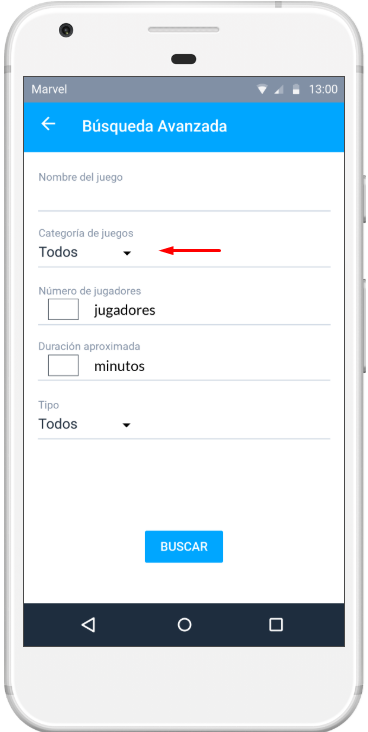 Marvel 13:00
Búsqueda Avanzada
Nombre del juego
Categoría de juegos
Todos
Número de jugadores
jugadores
Duración aproximada
minutos
Tipo
Todos
BUSCAR